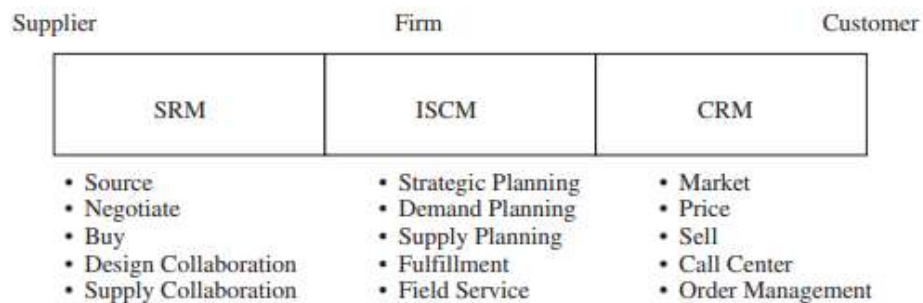 Supplier Firm Customer
SRM ISCM CRM
• Source
• Negotiate
• Buy
• Design Collaboration
• Supply Collaboration
• Strategic Planning
• Demand Planning
• Supply Planning
• Fulfillment
• Field Service
• Market
• Price
• Sell
• Call Center
• Order Management